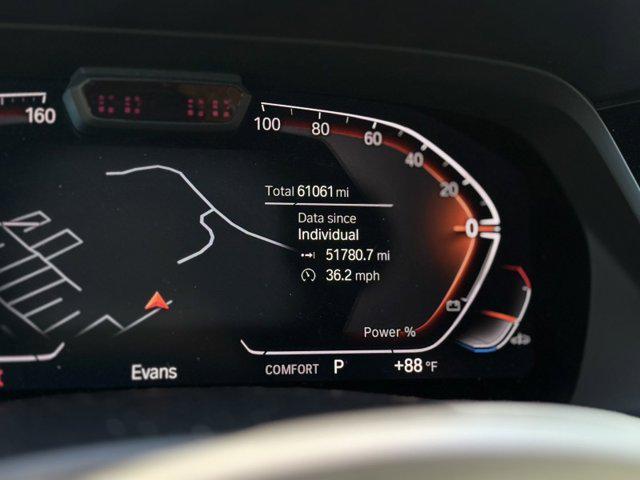 160
100
80
60
40
20
0
Total 61061 mi
Data since
Individual
51780.7 mi
36.2 mph
Power %
Evans
COMFORT P +88 °F